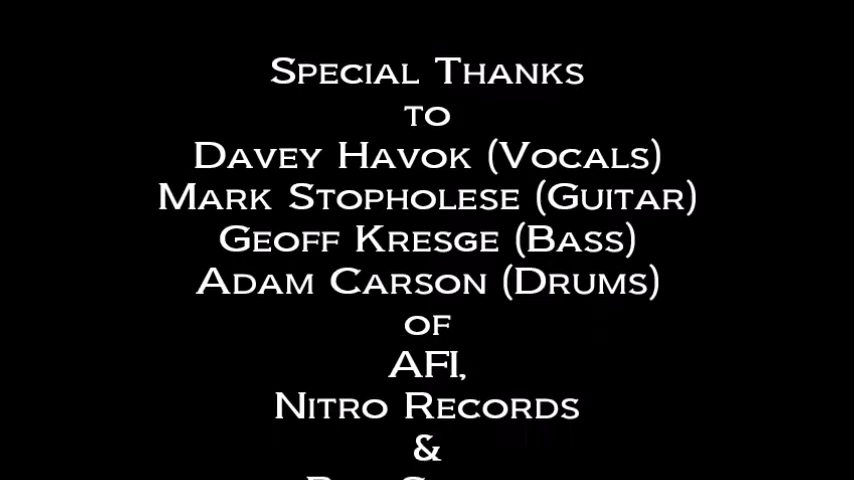 Special Thanks
to
Davey Havok (Vocals)
Mark Stopholese (Guitar)
Geoff Kresge (Bass)
Adam Carson (Drums)
of
AFI,
Nitro Records
&